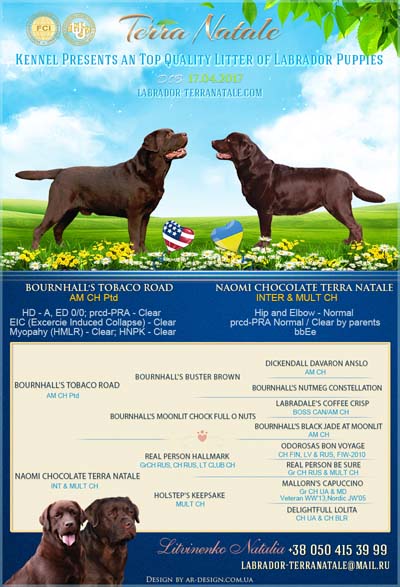 FCI
Terra Natale
KENNEL PRESENTS AN TOP QUALITY LITTER OF LABRADOR PUPPIES
DOB 17.04.2017
LABRADOR-TERRANATALE.COM
BOURNHALL'S TOBACO ROAD
AM CH Ptd
HD - A, ED 0/0; prcd-PRA - Clear
EIC (Excercie Induced Collapse) - Clear
Myopahy (HMLR) - Clear; HNPK - Clear
NAOMI CHOCOLATE TERRA NATALE
INTER & MULT CH
Hip and Elbow - Normal
prcd-PRA Normal / Clear by parents
bbEe
BOURNHALL'S TOBACO ROAD
AM CH Ptd
BOURNHALL'S BUSTER BROWN
DICKENDALL DAVARON ANSLO
AM CH
BOURNHALL'S NUTMEG CONSTELLATION
BOURNHALL'S MOONLIT CHOCK FULL O NUTS
LABRADALE'S COFFEE CRISP
BOSS CAN/AM CH
BOURNHALL'S BLACK JADE AT MOONLIT
AM CH
NAOMI CHOCOLATE TERRA NATALE
INT & MULT CH
REAL PERSON HALLMARK
GrCH RUS, CH RUS, LT CLUB CH
ODOROSAS BON VOYAGE
CH FIN, LV & RUS, FIW-2010
REAL PERSON BE SURE
Gr CH RUS & MULT CH
HOLSTEP'S KEEPSAKE
MULT CH
MALLORN'S CAPUCCINO
Gr CH UA & MD
Veteran WW'13,Nordic JW'05
DELIGHTFUL LOLITA
CH UA & CH BLR
Litvinenko Natalia +38 050 415 39 99
LABRADOR-TERRANATALE@MAIL.RU
DESIGN BY AR-DESIGN.COM.UA